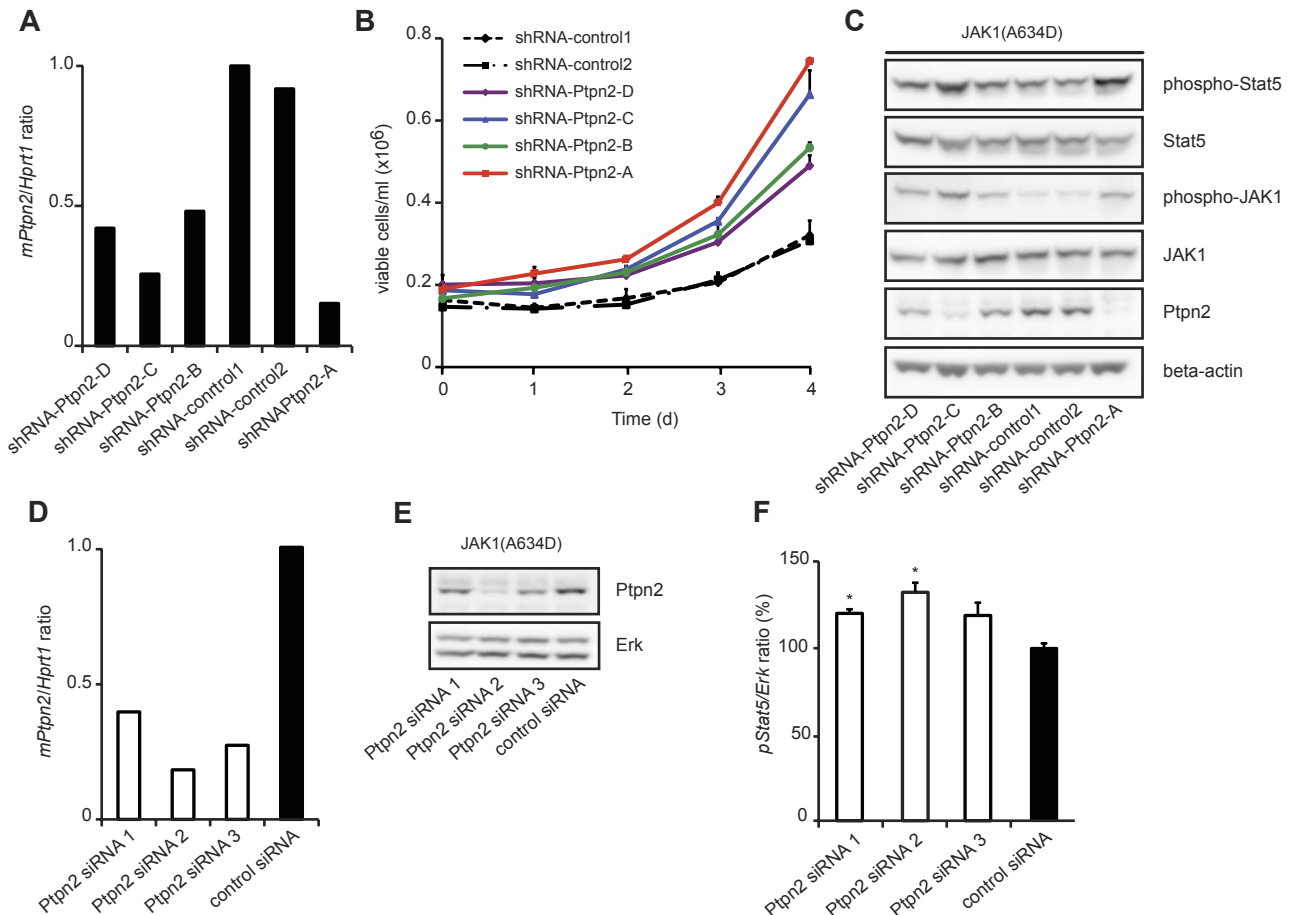 A
mPtpn2/Hprt1 ratio
1.0
0.5
0
shRNA-Ptpn2-D
shRNA-Ptpn2-C
shRNA-Ptpn2-B
shRNA-control1
shRNA-control2
shRNAPtpn2-A
B
viable cells/ml (x10⁶)
0.8
0.6
0.4
0.2
0
shRNA-control1
shRNA-control2
shRNA-Ptpn2-D
shRNA-Ptpn2-C
shRNA-Ptpn2-B
shRNA-Ptpn2-A
0 1 2 3 4
Time (d)
C
JAK1(A634D)
phospho-Stat5
Stat5
phospho-JAK1
JAK1
Ptpn2
beta-actin
shRNA-Ptpn2-D
shRNA-Ptpn2-C
shRNA-Ptpn2-B
shRNA-control1
shRNA-control2
shRNA-Ptpn2-A
D
mPtpn2/Hprt1 ratio
1.0
0.5
0
Ptpn2 siRNA 1
Ptpn2 siRNA 2
Ptpn2 siRNA 3
control siRNA
E
JAK1(A634D)
Ptpn2
Erk
Ptpn2 siRNA 1
Ptpn2 siRNA 2
Ptpn2 siRNA 3
control siRNA
F
pStat5/Erk ratio (%)
150
100
50
0
*
*
Ptpn2 siRNA 1
Ptpn2 siRNA 2
Ptpn2 siRNA 3
control siRNA